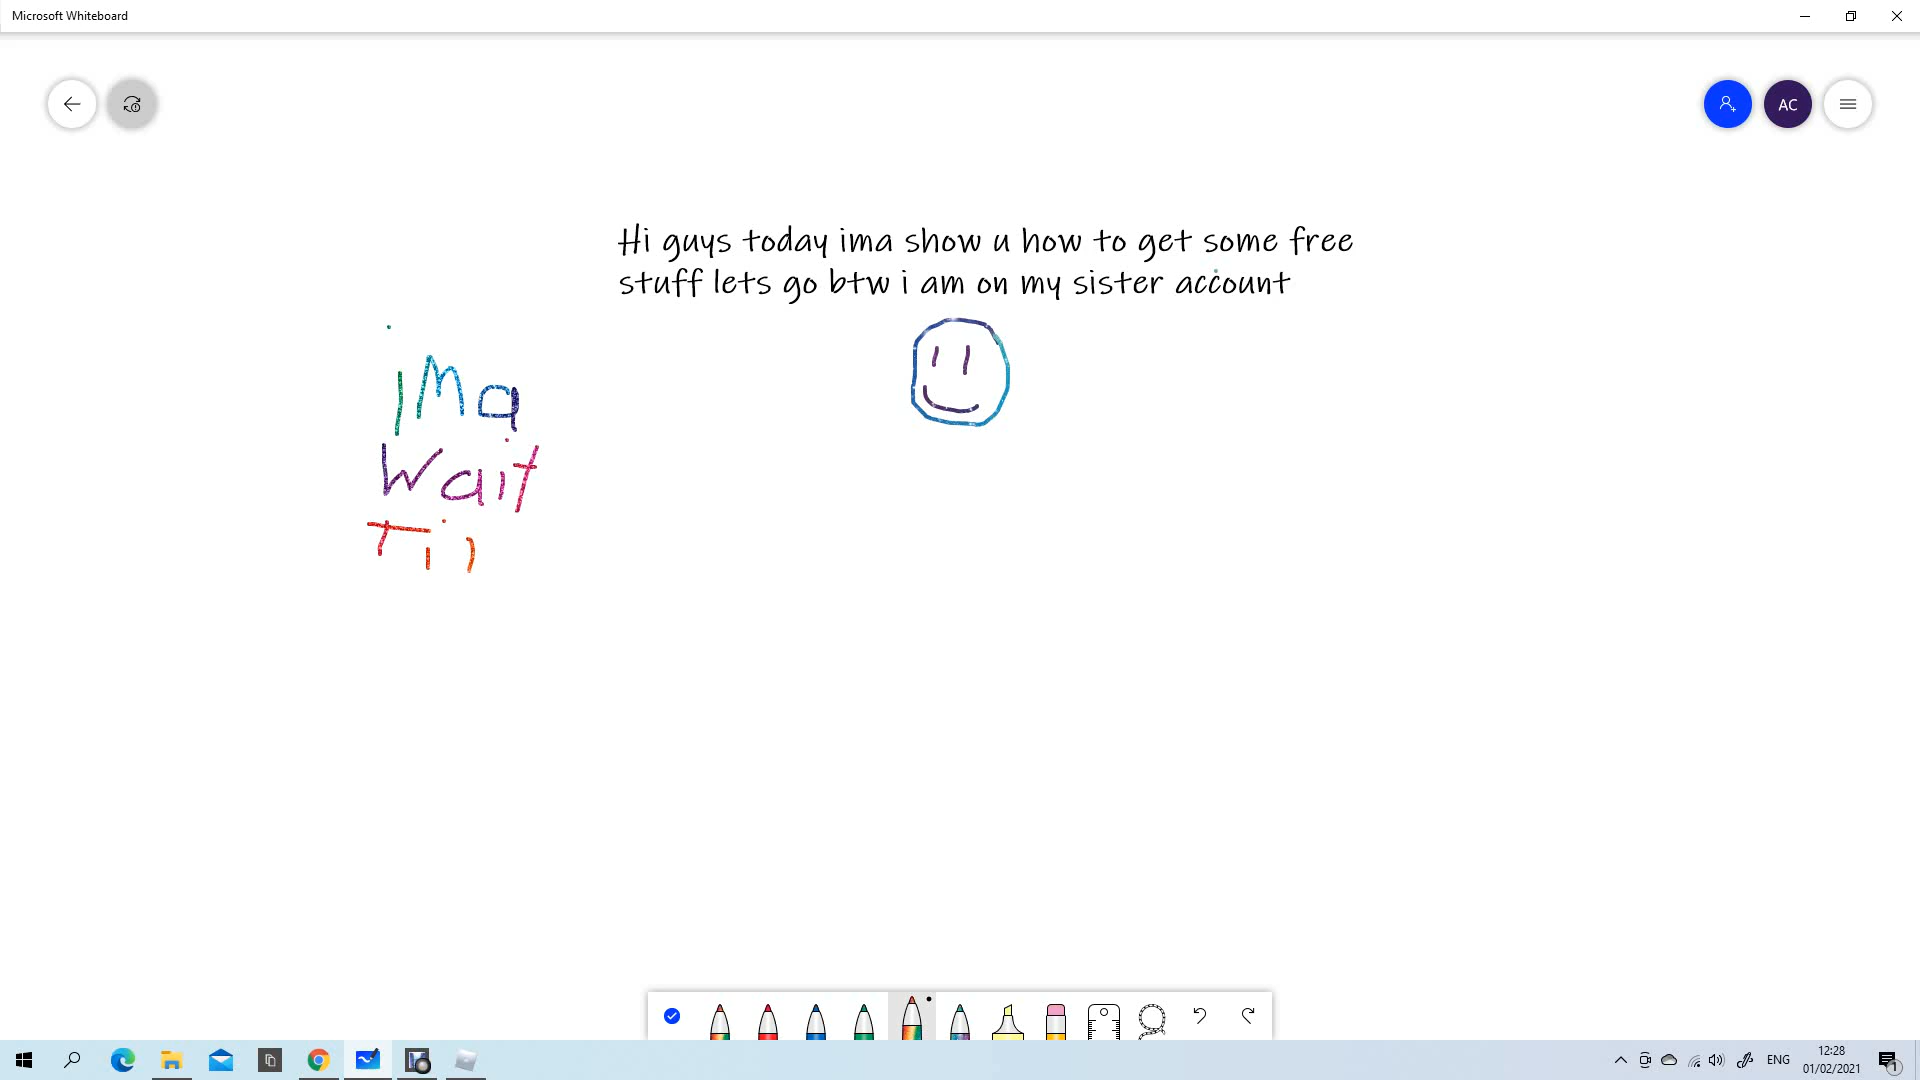 Microsoft Whiteboard
AC
Hi guys today ima show u how to get some free
stuff lets go btw i am on my sister account
iMa
Wait
ENG
12:28
01/02/2021
1